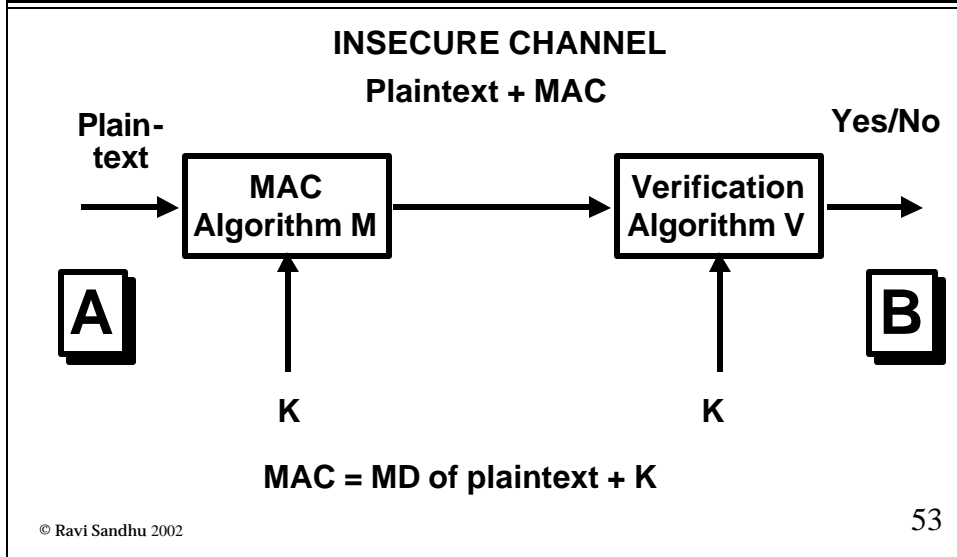 INSECURE CHANNEL
Plaintext + MAC
Plain-
text
Yes/No
MAC
Algorithm M
Verification
Algorithm V
A
B
K
K
MAC = MD of plaintext + K
© Ravi Sandhu 2002
53